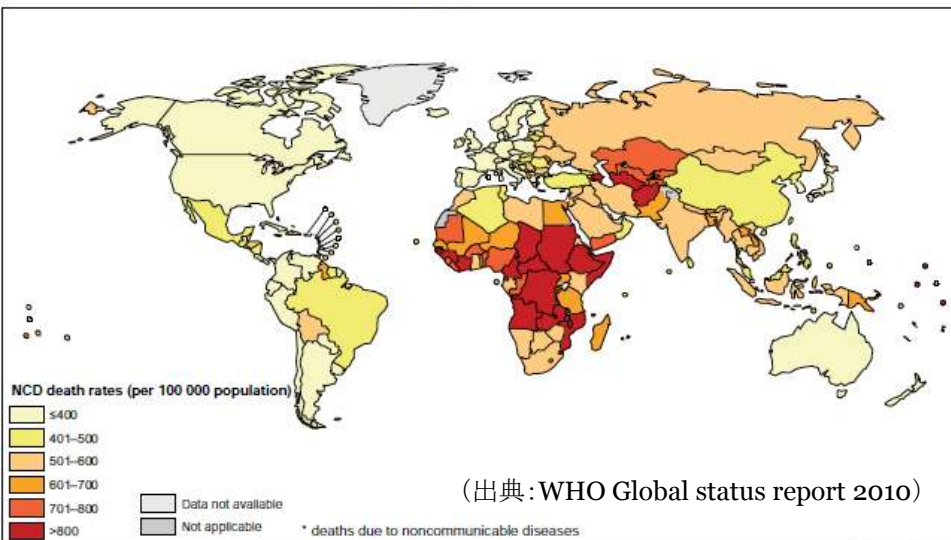 NCD death rates (per 100 000 population)
≤400
401–500
501–600
601–700
701–800
>800
Data not available
Not applicable
* deaths due to noncommunicable diseases
（出典：WHO Global status report 2010）